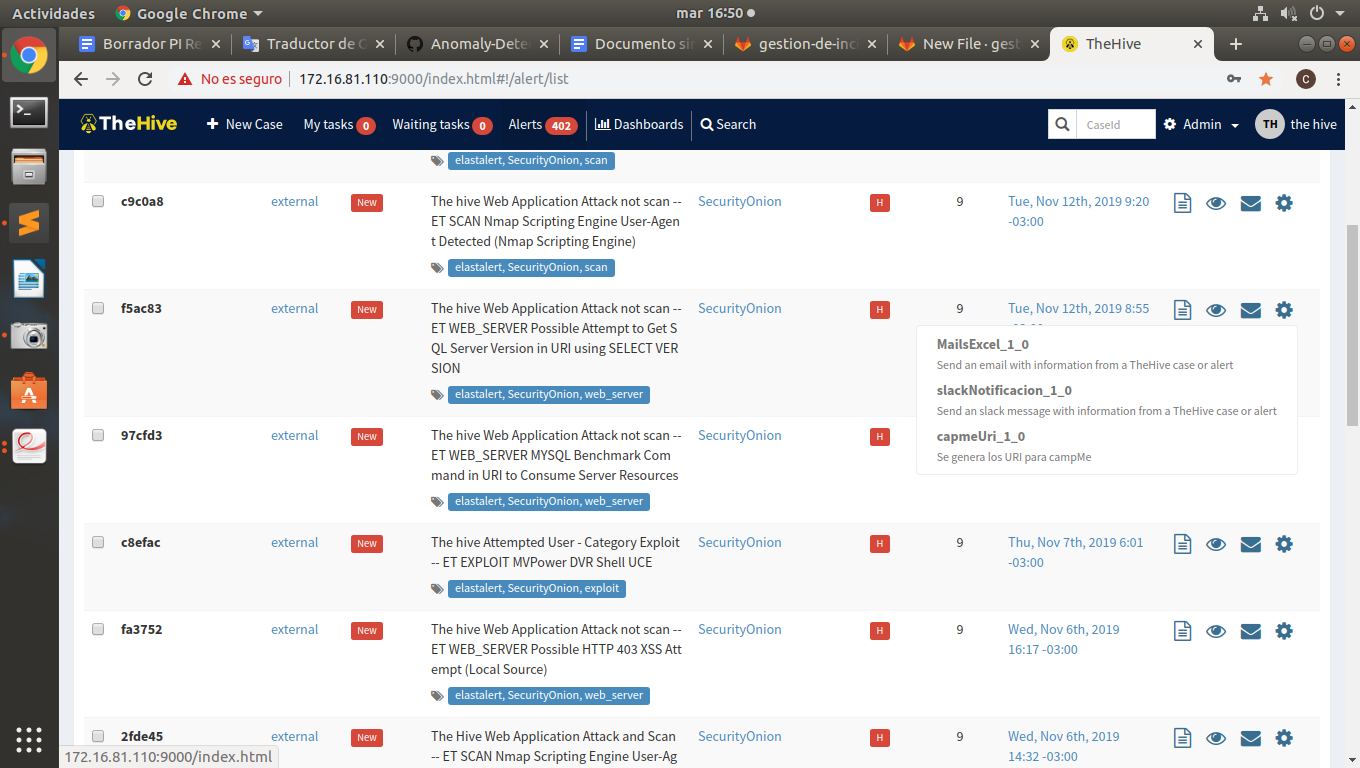 Actividades
Google Chrome
mar 16:50
Borrador PI Re
Traductor de G
Anomaly-Dete
Documento sin
gestion-de-inci
New File · gest
TheHive
No es seguro
172.16.81.110:9000/index.html#!/alert/list
C
TheHive
New Case
My tasks 0
Waiting tasks 0
Alerts 402
Dashboards
Search
CaseId
Admin
TH
the hive
elastalert, SecurityOnion, scan
c9c0a8
external
New
The hive Web Application Attack not scan --
ET SCAN Nmap Scripting Engine User-Agen
t Detected (Nmap Scripting Engine)
elastalert, SecurityOnion, scan
SecurityOnion
H
9
Tue, Nov 12th, 2019 9:20
-03:00
f5ac83
external
New
The hive Web Application Attack not scan --
ET WEB_SERVER Possible Attempt to Get S
QL Server Version in URI using SELECT VER
SION
elastalert, SecurityOnion, web_server
SecurityOnion
H
9
Tue, Nov 12th, 2019 8:55
MailsExcel_1_0
Send an email with information from a TheHive case or alert
slackNotificacion_1_0
Send an slack message with information from a TheHive case or alert
capmeUri_1_0
Se genera los URI para campMe
97cfd3
external
New
The hive Web Application Attack not scan --
ET WEB_SERVER MYSQL Benchmark Com
mand in URI to Consume Server Resources
elastalert, SecurityOnion, web_server
SecurityOnion
H
c8efac
external
New
The hive Attempted User - Category Exploit
-- ET EXPLOIT MVPower DVR Shell UCE
elastalert, SecurityOnion, exploit
SecurityOnion
H
9
Thu, Nov 7th, 2019 6:01
-03:00
fa3752
external
New
The hive Web Application Attack not scan --
ET WEB_SERVER Possible HTTP 403 XSS Att
empt (Local Source)
elastalert, SecurityOnion, web_server
SecurityOnion
H
9
Wed, Nov 6th, 2019
16:17 -03:00
2fde45
external
New
The Hive Web Application Attack and Scan
-- ET SCAN Nmap Scripting Engine User-Ag
SecurityOnion
H
9
Wed, Nov 6th, 2019
14:32 -03:00
172.16.81.110:9000/index.html